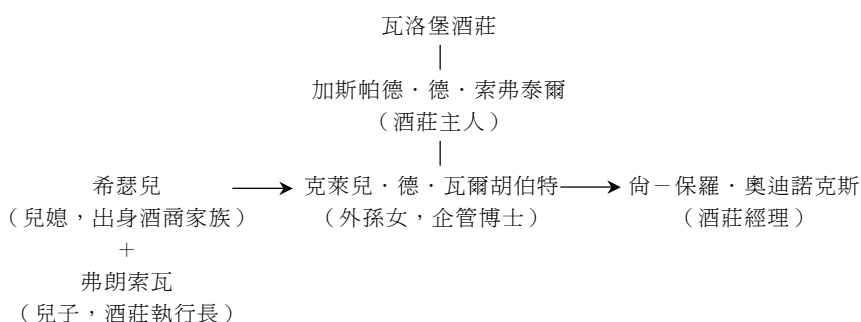 瓦洛堡酒莊
加斯帕德・德・索弗泰爾
（酒莊主人）
希瑟兒
（兒媳，出身酒商家族）
+
弗朗索瓦
（兒子，酒莊執行長）
克萊兒・德・瓦爾胡伯特
（外孫女，企管博士）
尙－保羅・奧迪諾克斯
（酒莊經理）